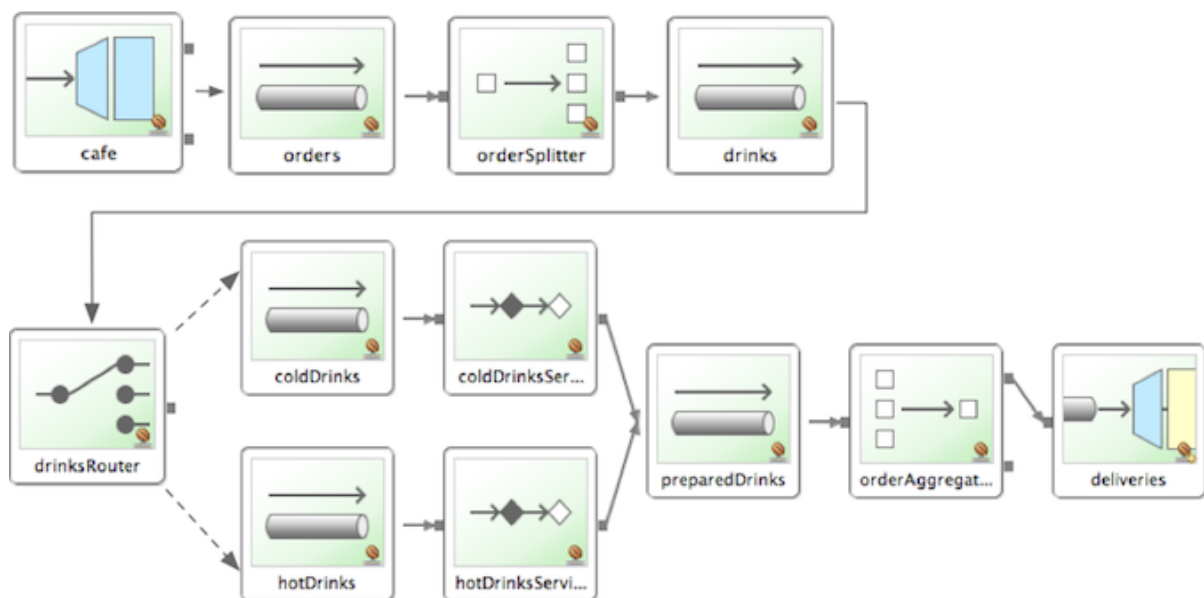 cafe
orders
orderSplitter
drinks
drinksRouter
coldDrinks
coldDrinksSer...
hotDrinks
hotDrinksServi...
preparedDrinks
orderAggregat...
deliveries